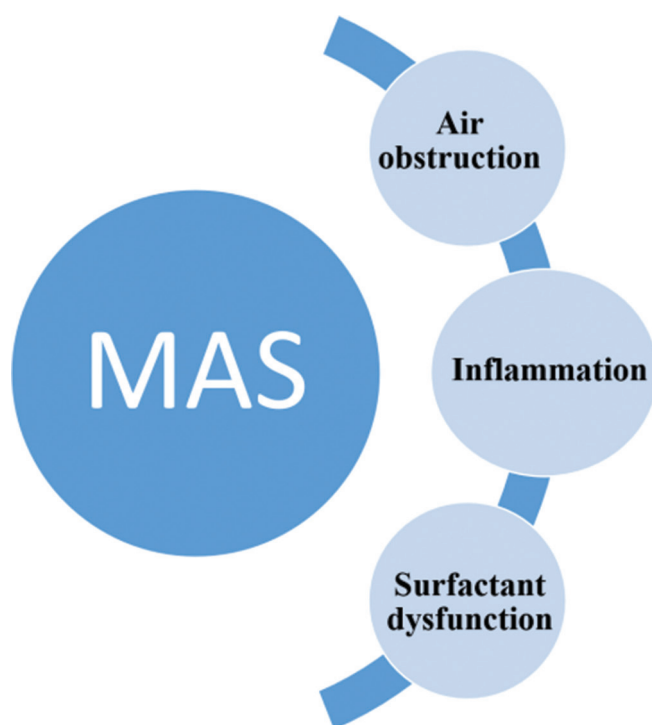 MAS
Air
obstruction
Inflammation
Surfactant
dysfunction